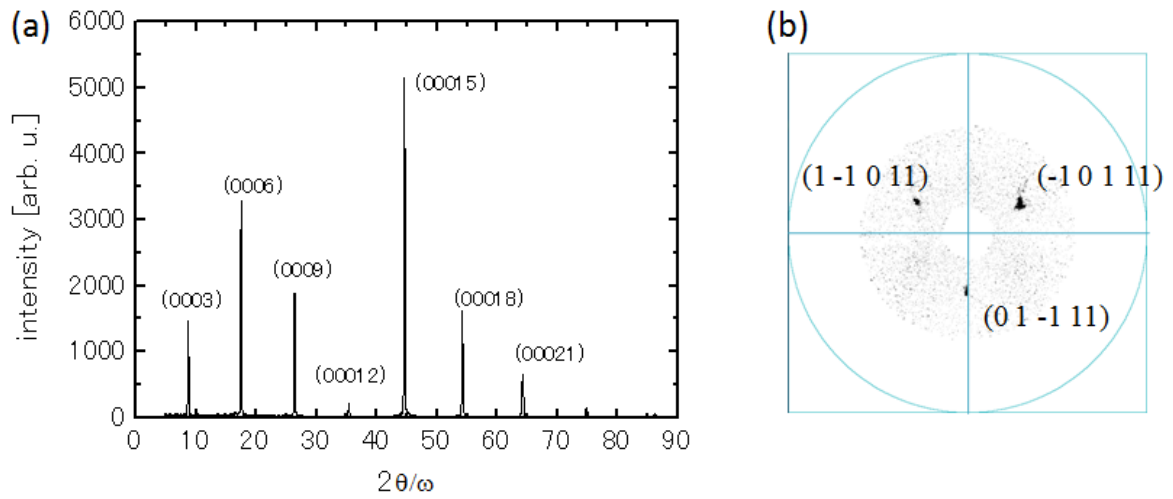 (a)
6000
5000
4000
3000
2000
1000
0
intensity [arb. u.]
(0003)
(0006)
(0009)
(00012)
(00015)
(00018)
(00021)
0 10 20 30 40 50 60 70 80 90
2θ/ω
(b)
(1 -1 0 11)
(-1 0 1 11)
(0 1 -1 11)